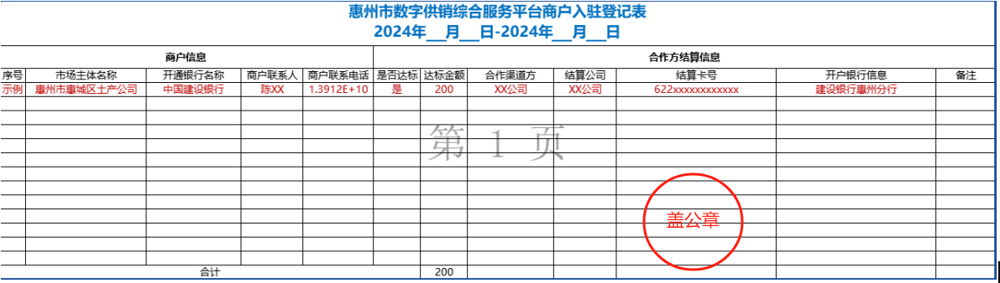 惠州市数字供销综合服务平台商户入驻登记表
2024年__月__日-2024年__月__日
商户信息 合作方结算信息
序号 市场主体名称 开通银行名称 商户联系人 商户联系电话 是否达标 达标金额 合作渠道方 结算公司 结算卡号 开户银行信息 备注
示例 惠州市惠城区土产公司 中国建设银行 陈XX 1.3912E+10 是 200 XX公司 XX公司 622xxxxxxxxxxxx 建设银行惠州分行
第 1 页
盖公章
合计 200